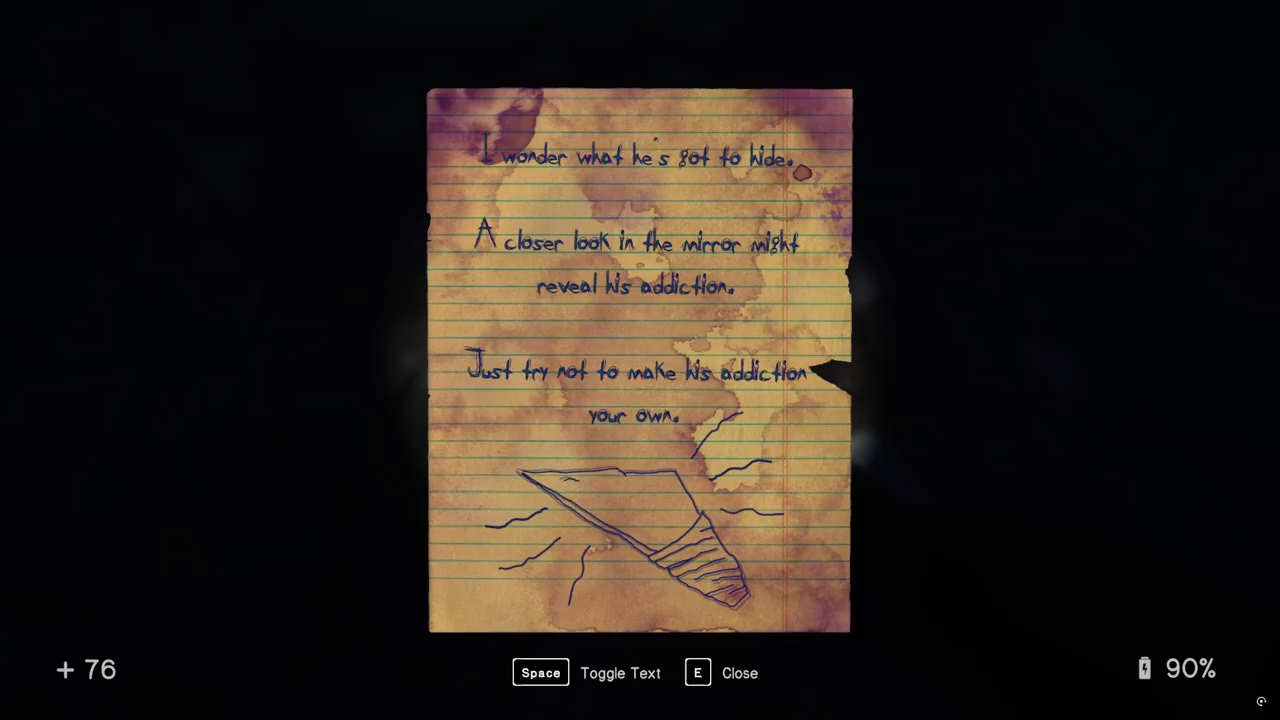 I wonder what he's got to hide.
A closer look in the mirror might
reveal his addiction.
Just try not to make his addiction
your own.
+ 76
Space Toggle Text E Close
90%